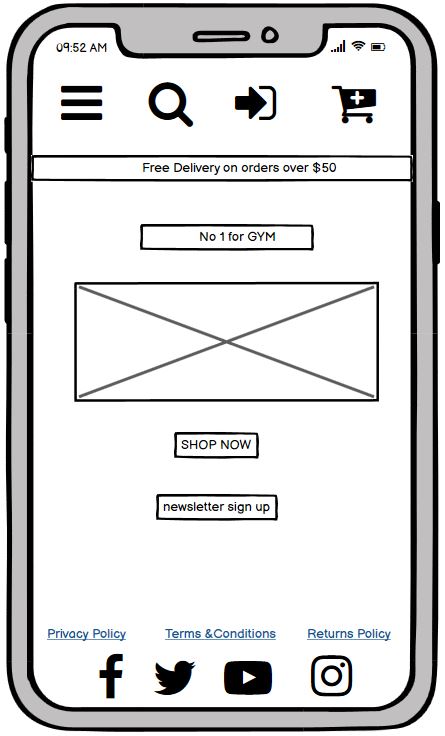 09:52 AM
Free Delivery on orders over $50
No 1 for GYM
SHOP NOW
newsletter sign up
Privacy Policy Terms &Conditions Returns Policy